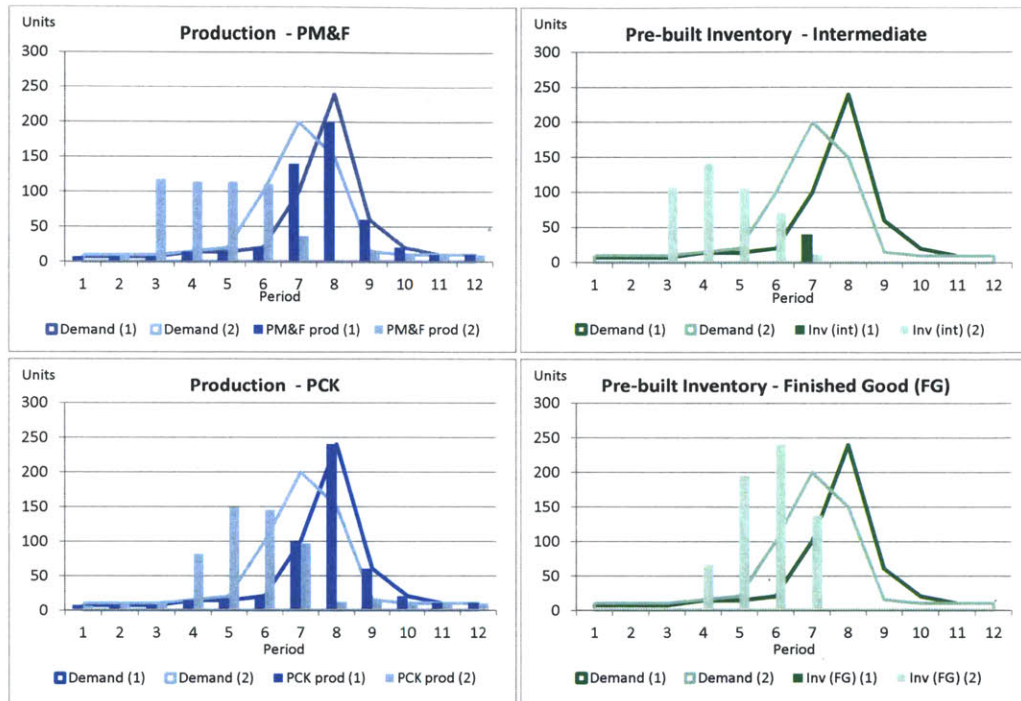 Units
Production - PM&F
300
250
200
150
100
50
0
1 2 3 4 5 6 7 8 9 10 11 12
Period
Demand (1) Demand (2) PM&F prod (1) PM&F prod (2)
Units
Pre-built Inventory - Intermediate
300
250
200
150
100
50
0
1 2 3 4 5 6 7 8 9 10 11 12
Period
Demand (1) Demand (2) Inv (int) (1) Inv (int) (2)
Units
Production - PCK
300
250
200
150
100
50
0
1 2 3 4 5 6 7 8 9 10 11 12
Period
Demand (1) Demand (2) PCK prod (1) PCK prod (2)
Units
Pre-built Inventory - Finished Good (FG)
300
250
200
150
100
50
0
1 2 3 4 5 6 7 8 9 10 11 12
Period
Demand (1) Demand (2) Inv (FG) (1) Inv (FG) (2)